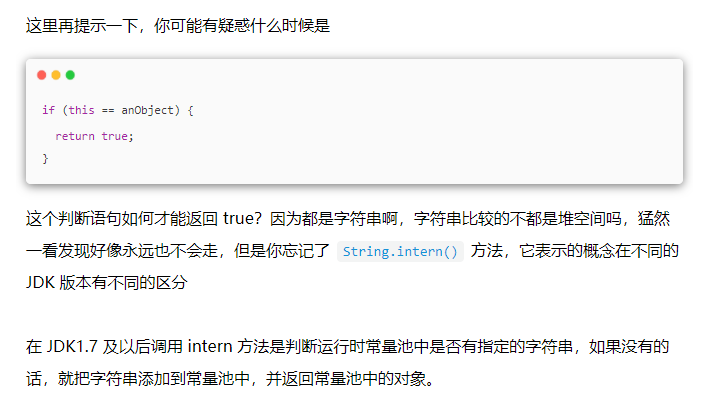 这里再提示一下，你可能有疑惑什么时候是
if (this == anObject) {
return true;
}
这个判断语句如何才能返回 true？因为都是字符串啊，字符串比较的不都是堆空间吗，猛然
一看发现好像永远也不会走，但是你忘记了 String.intern() 方法，它表示的概念在不同的
JDK 版本有不同的区分
在 JDK1.7 及以后调用 intern 方法是判断运行时常量池中是否有指定的字符串，如果没有的
话，就把字符串添加到常量池中，并返回常量池中的对象。